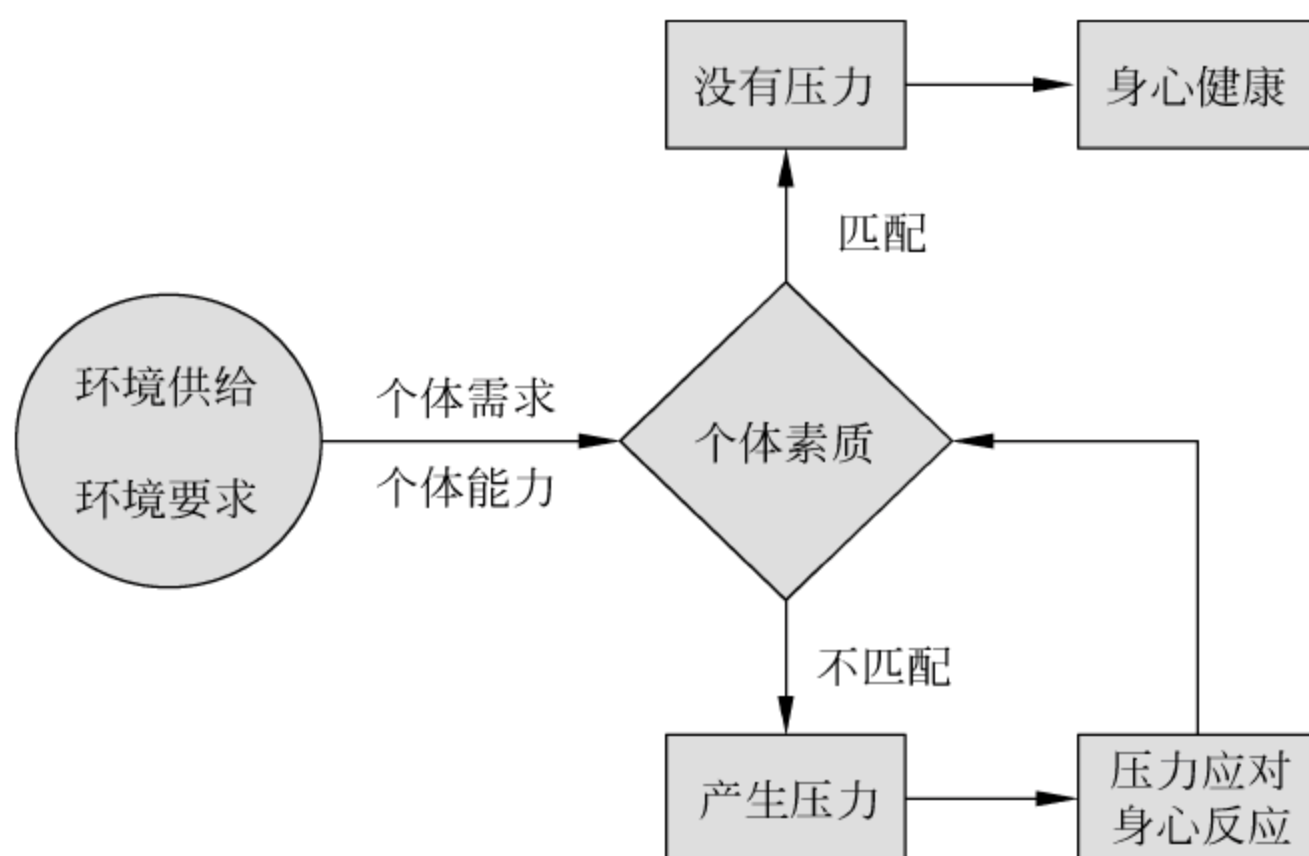 没有压力
身心健康
匹配
环境供给
环境要求
个体需求
个体能力
个体素质
不匹配
产生压力
压力应对
身心反应